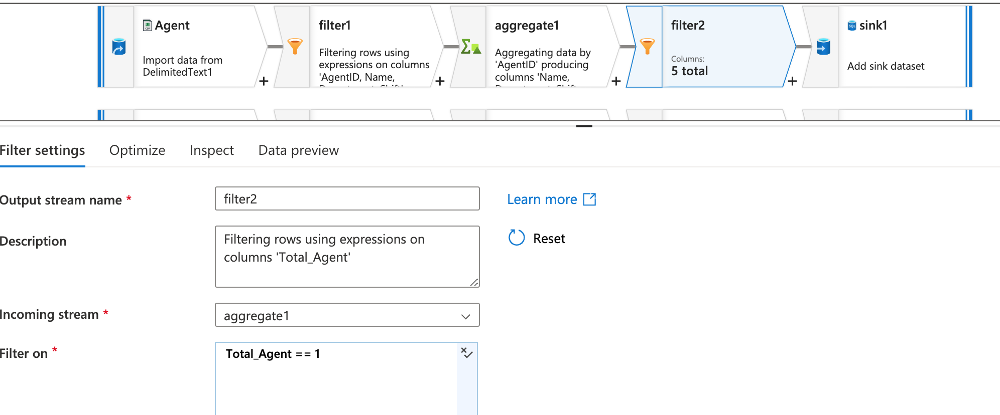 Agent
Import data from
DelimitedText1
+
filter1
Filtering rows using
expressions on columns
'AgentID, Name,
+
aggregate1
Aggregating data by
'AgentID' producing
columns 'Name,
+
filter2
Columns:
5 total
+
SQL
sink1
Add sink dataset
Filter settings
Optimize
Inspect
Data preview
Output stream name *
filter2
Learn more
Description
Filtering rows using expressions on
columns 'Total_Agent'
Reset
Incoming stream *
aggregate1
Filter on *
Total_Agent == 1